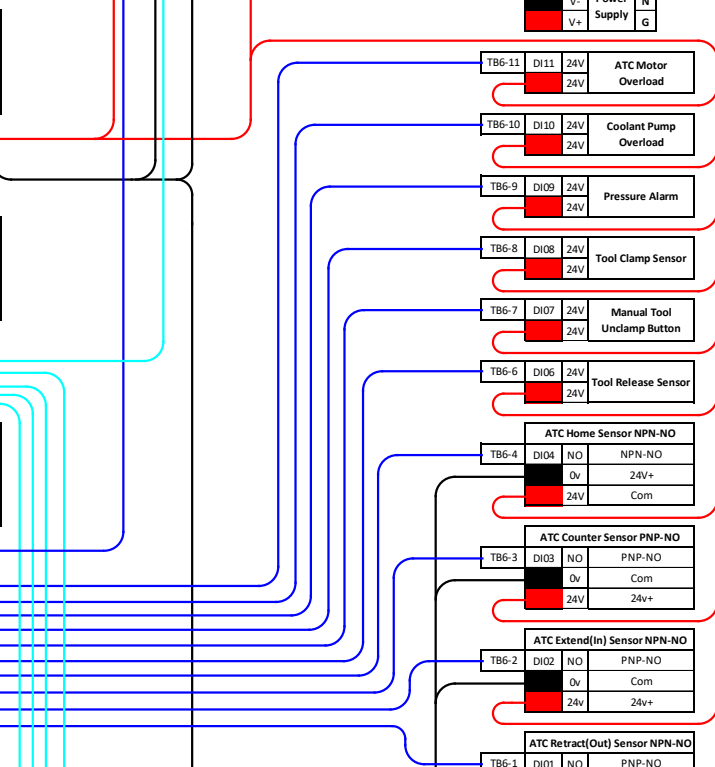 V- Power N
V+ Supply G
TB6-11 DI11 24V ATC Motor
24V Overload
TB6-10 DI10 24V Coolant Pump
24V Overload
TB6-9 DI09 24V Pressure Alarm
24V
TB6-8 DI08 24V Tool Clamp Sensor
24V
TB6-7 DI07 24V Manual Tool
24V Unclamp Button
TB6-6 DI06 24V Tool Release Sensor
24V
ATC Home Sensor NPN-NO
TB6-4 DI04 NO NPN-NO
0v 24V+
24V Com
ATC Counter Sensor PNP-NO
TB6-3 DI03 NO PNP-NO
0v Com
24V 24v+
ATC Extend(In) Sensor NPN-NO
TB6-2 DI02 NO PNP-NO
0v Com
24v 24v+
ATC Retract(Out) Sensor NPN-NO
TB6-1 DI01 NO PNP-NO